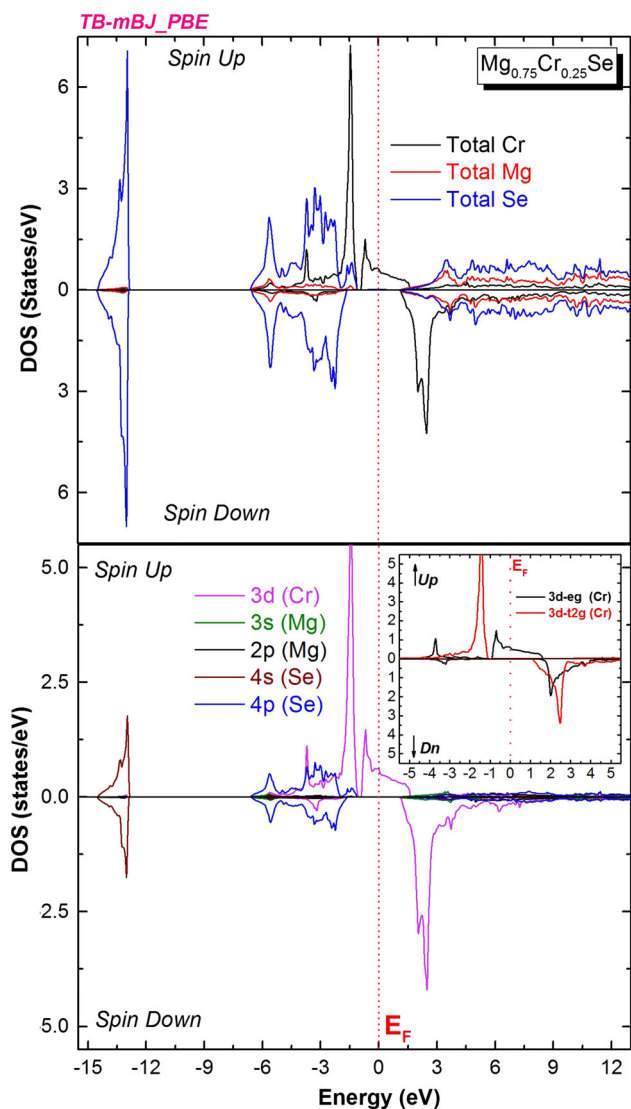 TB-mBJ_PBE
Spin Up
Mg0.75Cr0.25Se
Total Cr
Total Mg
Total Se
6
3
0
3
6
DOS (States/eV)
Spin Down
Spin Up
3d (Cr)
3s (Mg)
2p (Mg)
4s (Se)
4p (Se)
5.0
2.5
0.0
-2.5
-5.0
DOS (states/eV)
EF
Up
3d-eg (Cr)
3d-t2g (Cr)
5
4
3
2
1
0
1
2
3
4
5
Dn
-5 -4 -3 -2 -1 0 1 2 3 4 5
Spin Down
EF
-15 -12 -9 -6 -3 0 3 6 9 12
Energy (eV)